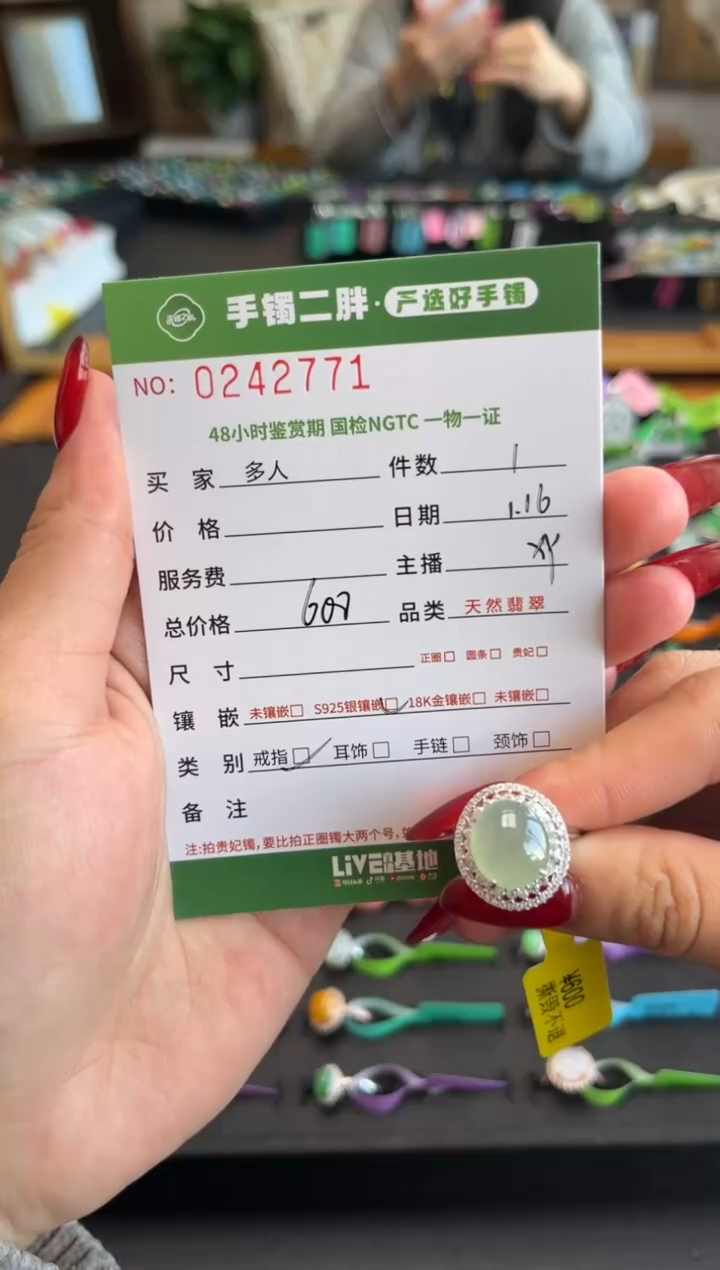 手镯二胖·严选好手镯
NO: 0242771
48小时鉴赏期 国检NGTC 一物一证
买家 多人 件数 1
价格 日期 1.16
服务费 主播
总价格 600 品类 天然翡翠
尺寸 正圈□ 圆条□ 贵妃□
镶嵌 未镶嵌□ S925银镶嵌☑ 18K金镶嵌□ 未镶嵌□
类别 戒指☑ 耳饰□ 手链□ 颈饰□
备注
注:拍贵妃镯,要比拍正圈镯大两个号,
LiVE 基地
¥600
撕毁不退